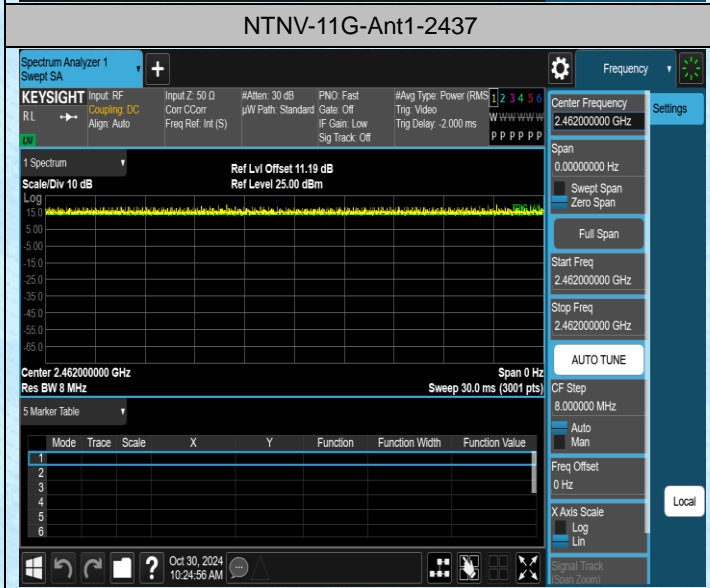 NTNV-11G-Ant1-2437
Spectrum Analyzer 1
Swept SA
Frequency
KEYSIGHT
RL
LXI
Input: RF
Coupling: DC
Align: Auto
Input Z: 50 Ω
Corr CCorr
Freq Ref: Int (S)
#Atten: 30 dB
µW Path: Standard
PNO: Fast
Gate: Off
IF Gain: Low
Sig Track: Off
#Avg Type: Power (RMS
Trig: Video
Trig Delay: -2.000 ms
1 2 3 4 5 6
W W W W W W
P P P P P P
Center Frequency
2.462000000 GHz
Settings
Span
0.00000000 Hz
Swept Span
Zero Span
Full Span
Start Freq
2.462000000 GHz
Stop Freq
2.462000000 GHz
AUTO TUNE
CF Step
8.000000 MHz
Auto
Man
Freq Offset
0 Hz
X Axis Scale
Log
Lin
Signal Track
(Span Zoom)
Local
1 Spectrum
Scale/Div 10 dB
Ref Lvl Offset 11.19 dB
Ref Level 25.00 dBm
Log
15.0
5.00
-5.00
-15.0
-25.0
-35.0
-45.0
-55.0
-65.0
Center 2.462000000 GHz
Span 0 Hz
Res BW 8 MHz
Sweep 30.0 ms (3001 pts)
5 Marker Table
Mode Trace Scale X Y Function Function Width Function Value
1
2
3
4
5
6
?
Oct 30, 2024
10:24:56 AM